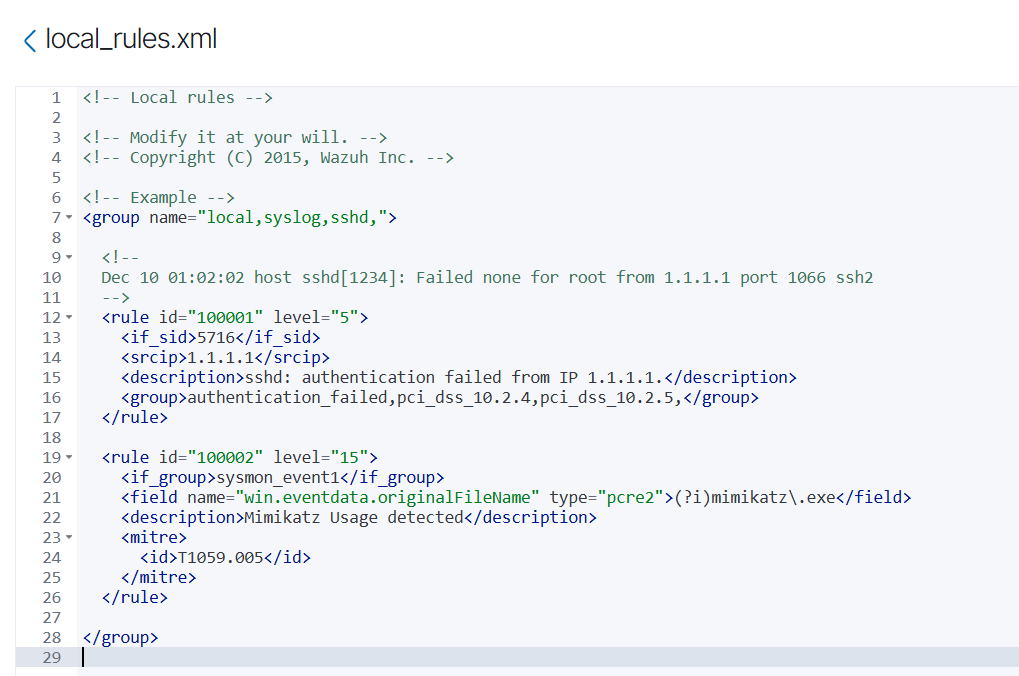 local_rules.xml
1 <!-- Local rules -->
2
3 <!-- Modify it at your will. -->
4 <!-- Copyright (C) 2015, Wazuh Inc. -->
5
6 <!-- Example -->
7 <group name="local,syslog,sshd,">
8
9 <!--
10 Dec 10 01:02:02 host sshd[1234]: Failed none for root from 1.1.1.1 port 1066 ssh2
11 -->
12 <rule id="100001" level="5">
13 <if_sid>5716</if_sid>
14 <srcip>1.1.1.1</srcip>
15 <description>sshd: authentication failed from IP 1.1.1.1.</description>
16 <group>authentication_failed,pci_dss_10.2.4,pci_dss_10.2.5,</group>
17 </rule>
18
19 <rule id="100002" level="15">
20 <if_group>sysmon_event1</if_group>
21 <field name="win.eventdata.originalFileName" type="pcre2">(?i)mimikatz\.exe</field>
22 <description>Mimikatz Usage detected</description>
23 <mitre>
24 <id>T1059.005</id>
25 </mitre>
26 </rule>
27
28 </group>
29